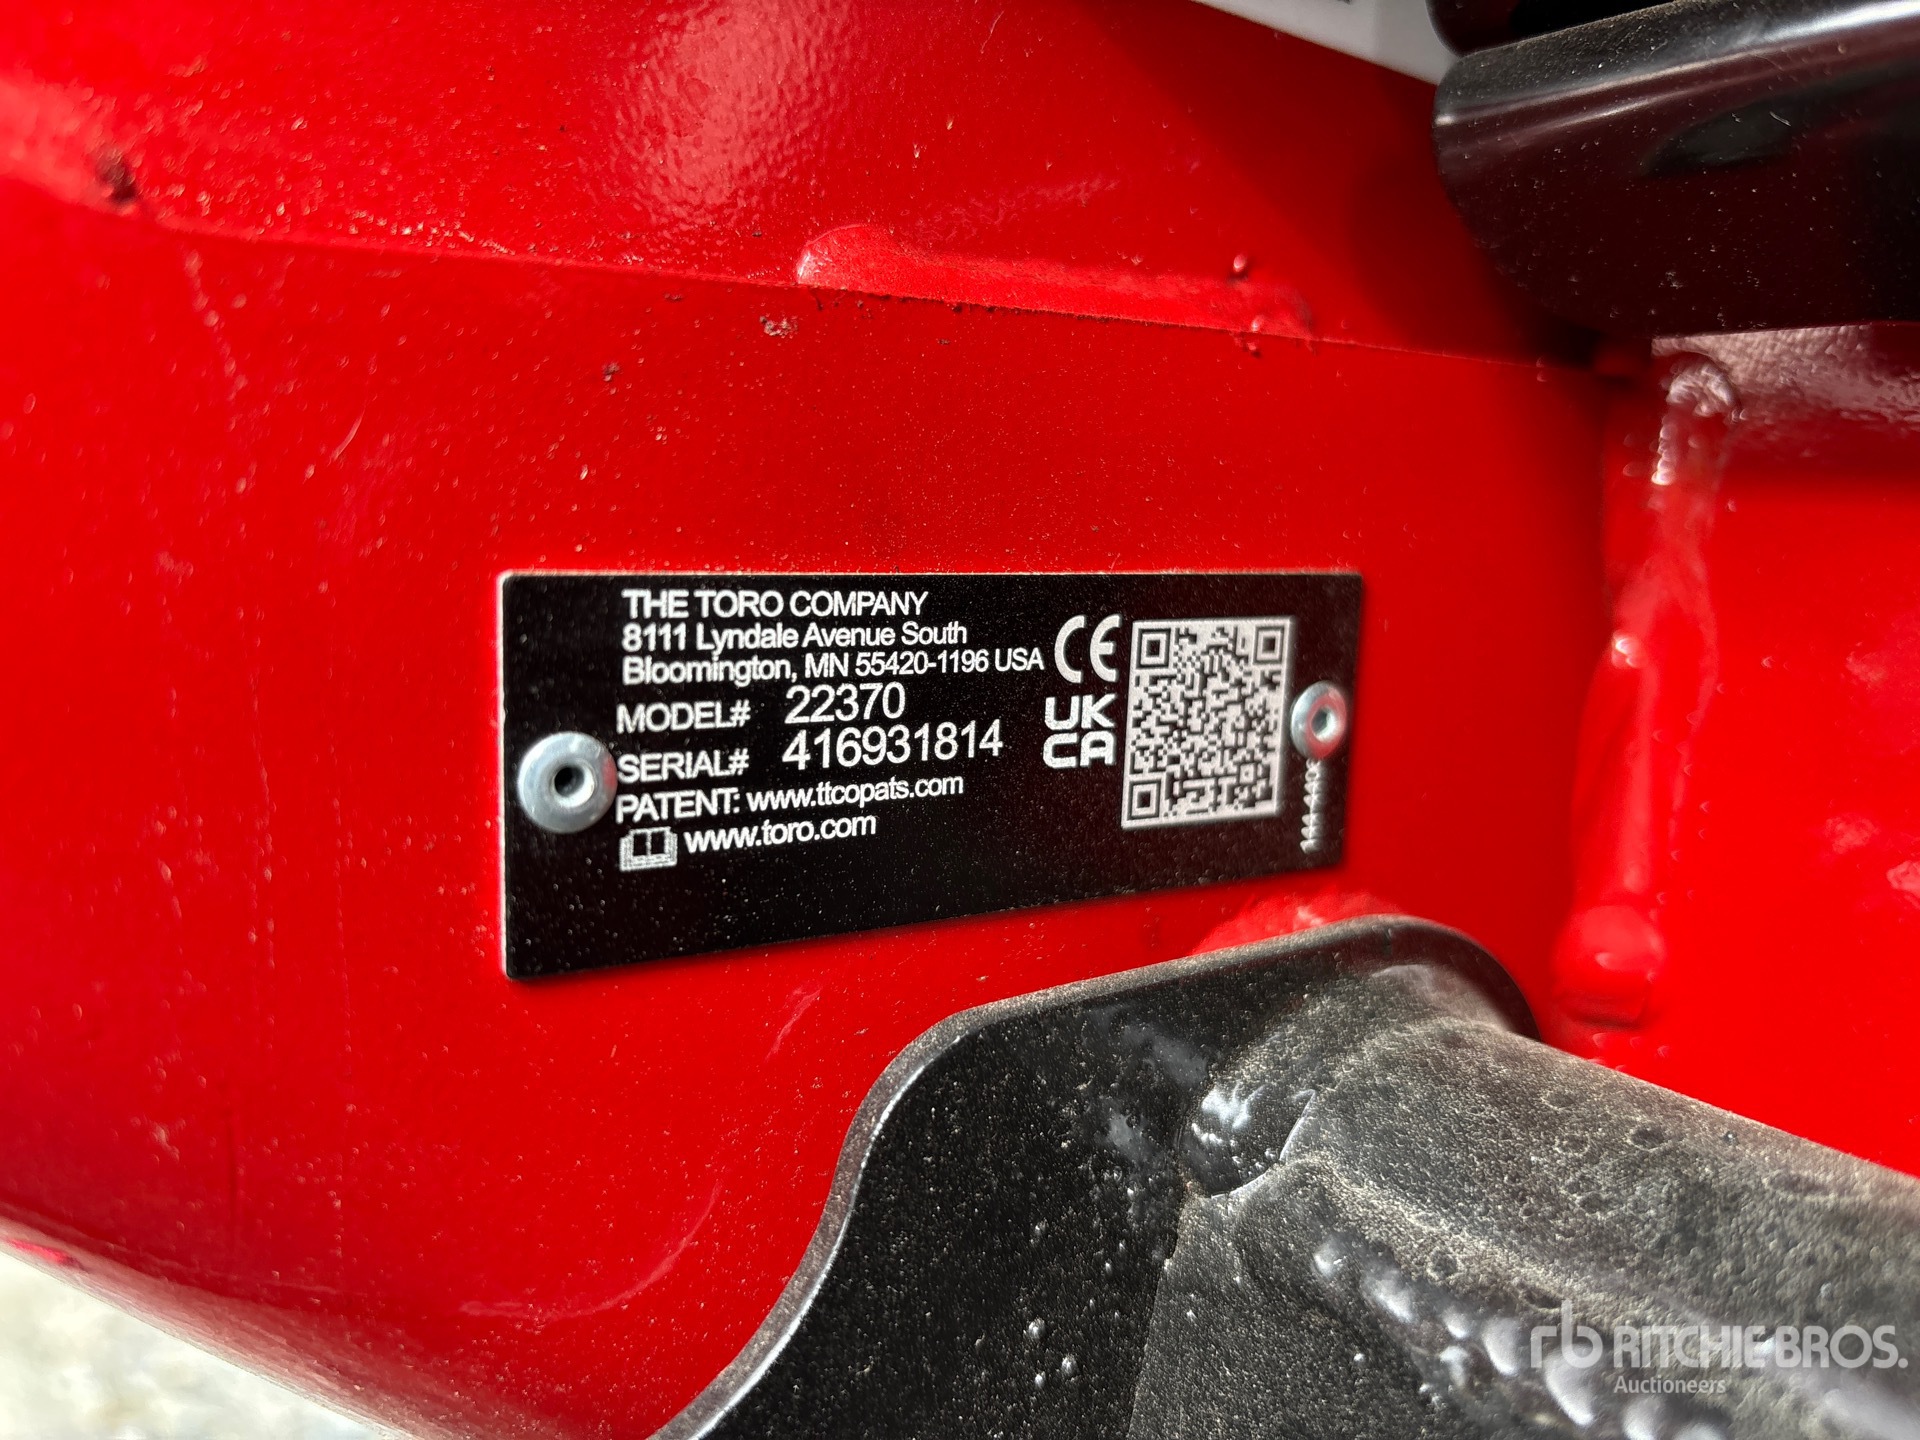 THE TORO COMPANY
8111 Lyndale Avenue South
Bloomington, MN 55420-1196 USA
MODEL# 22370
SERIAL# 416931814
PATENT: www.ttcopats.com
www.toro.com
CE
UK
CA
rb RITCHIE BROS.
Auctioneers